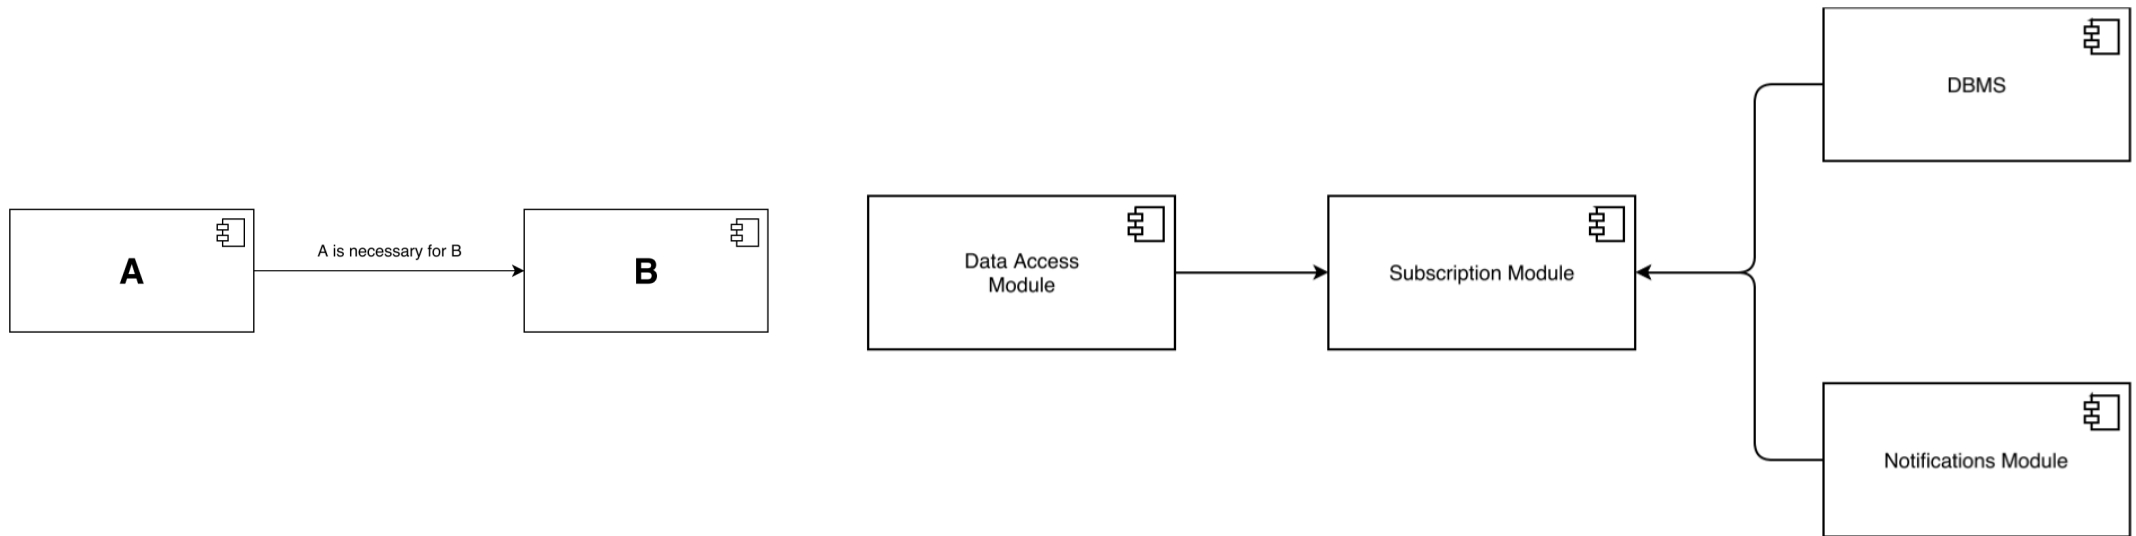 A
A is necessary for B
B
Data Access
Module
Subscription Module
DBMS
Notifications Module